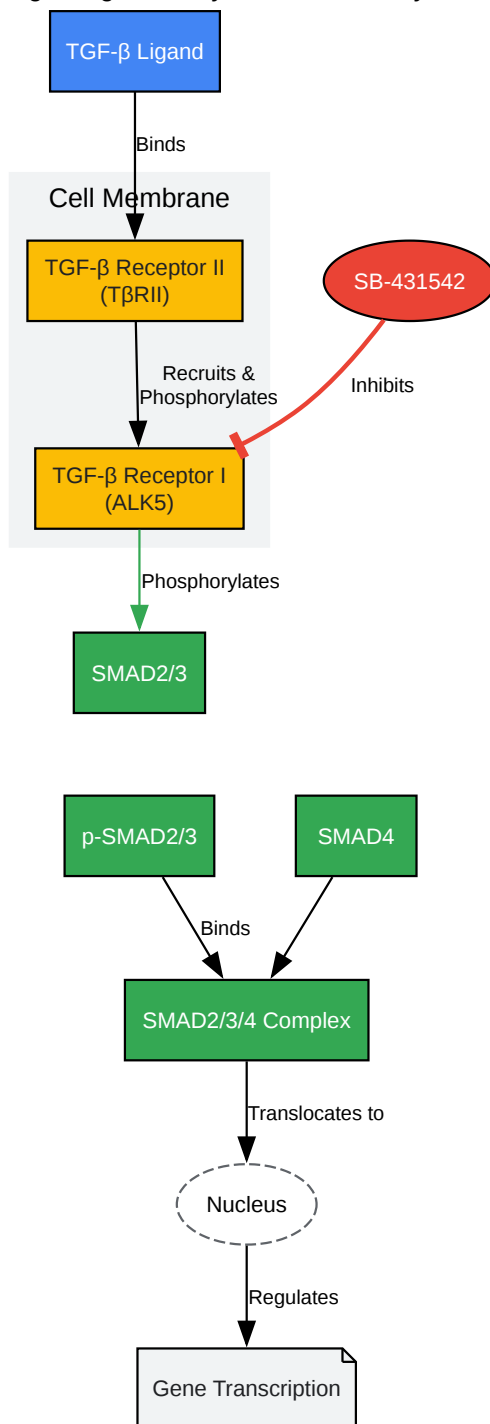 TGF-β Ligand
Binds
Cell Membrane
TGF-β Receptor II
(TβRII)
SB-431542
Recruits &
Phosphorylates
Inhibits
TGF-β Receptor I
(ALK5)
Phosphorylates
SMAD2/3
p-SMAD2/3
SMAD4
Binds
SMAD2/3/4 Complex
Translocates to
Nucleus
Regulates
Gene Transcription